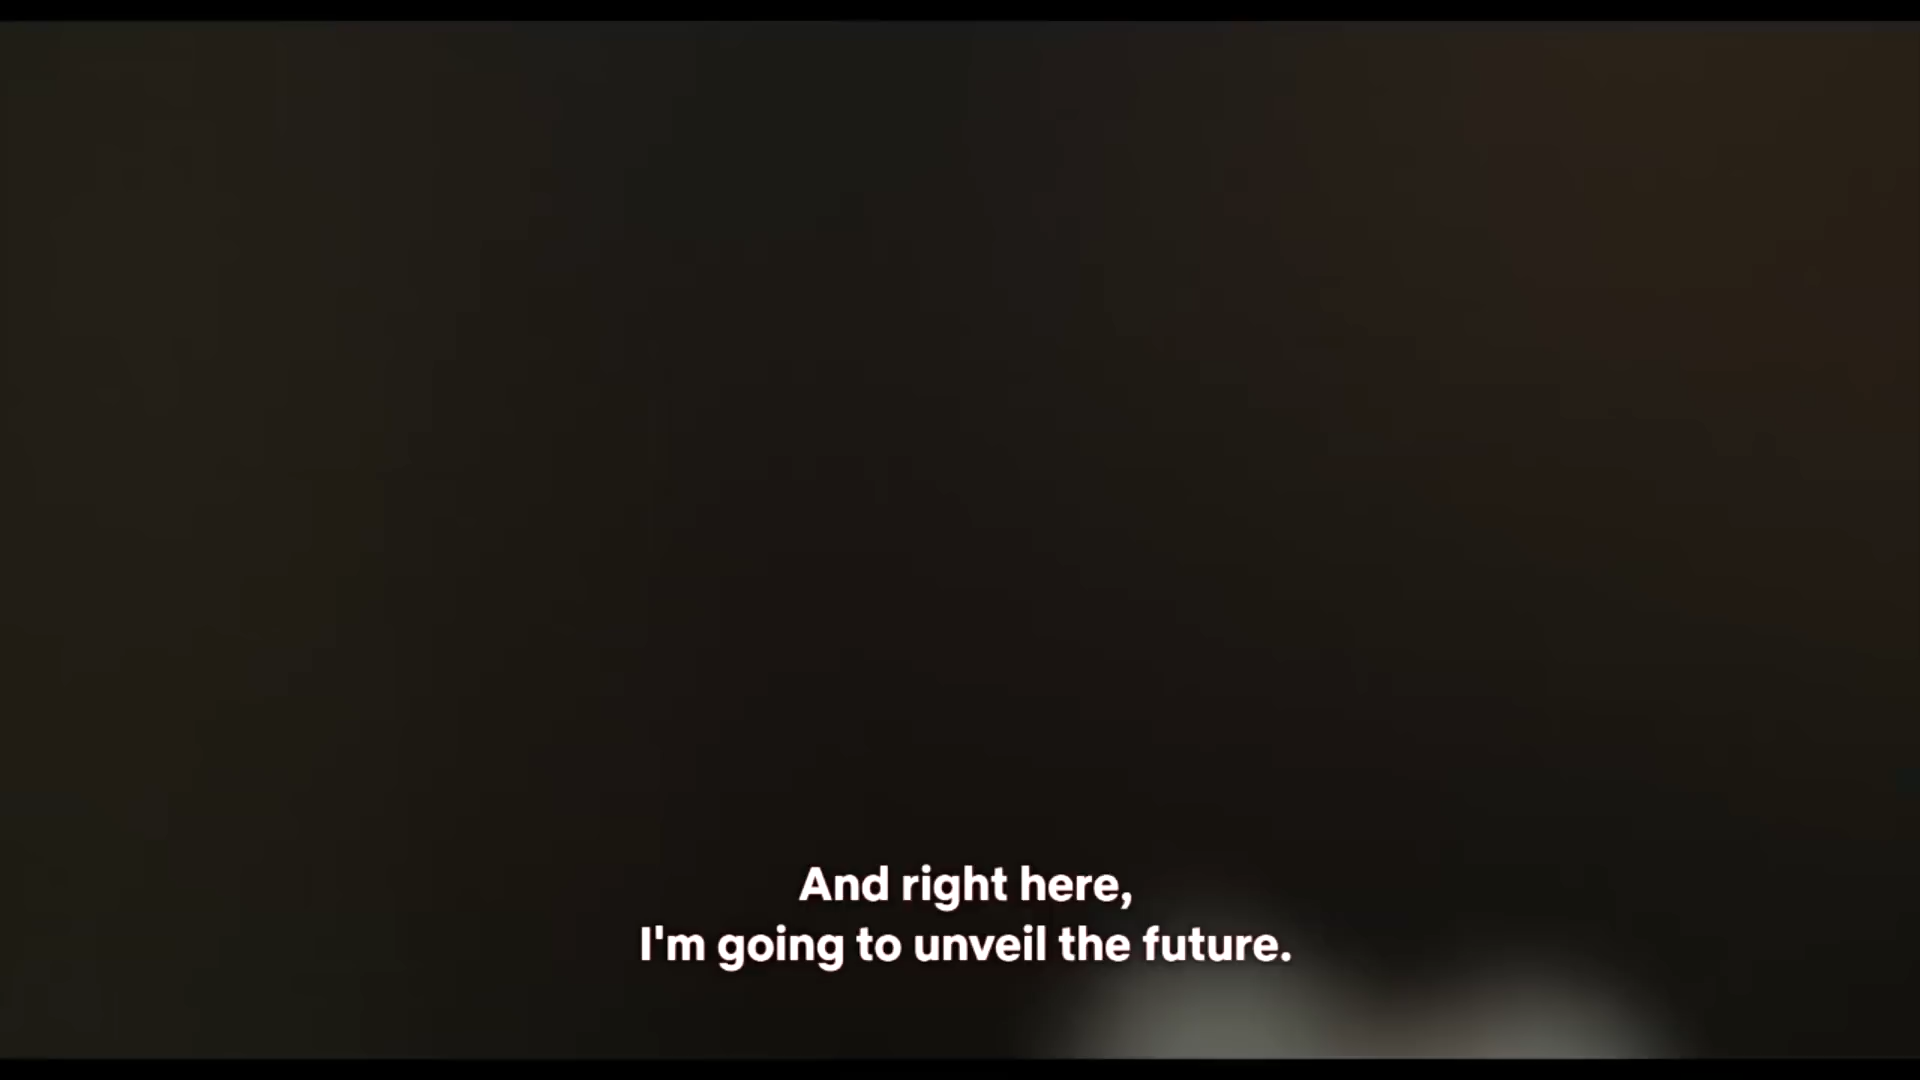 And right here,
I'm going to unveil the future.